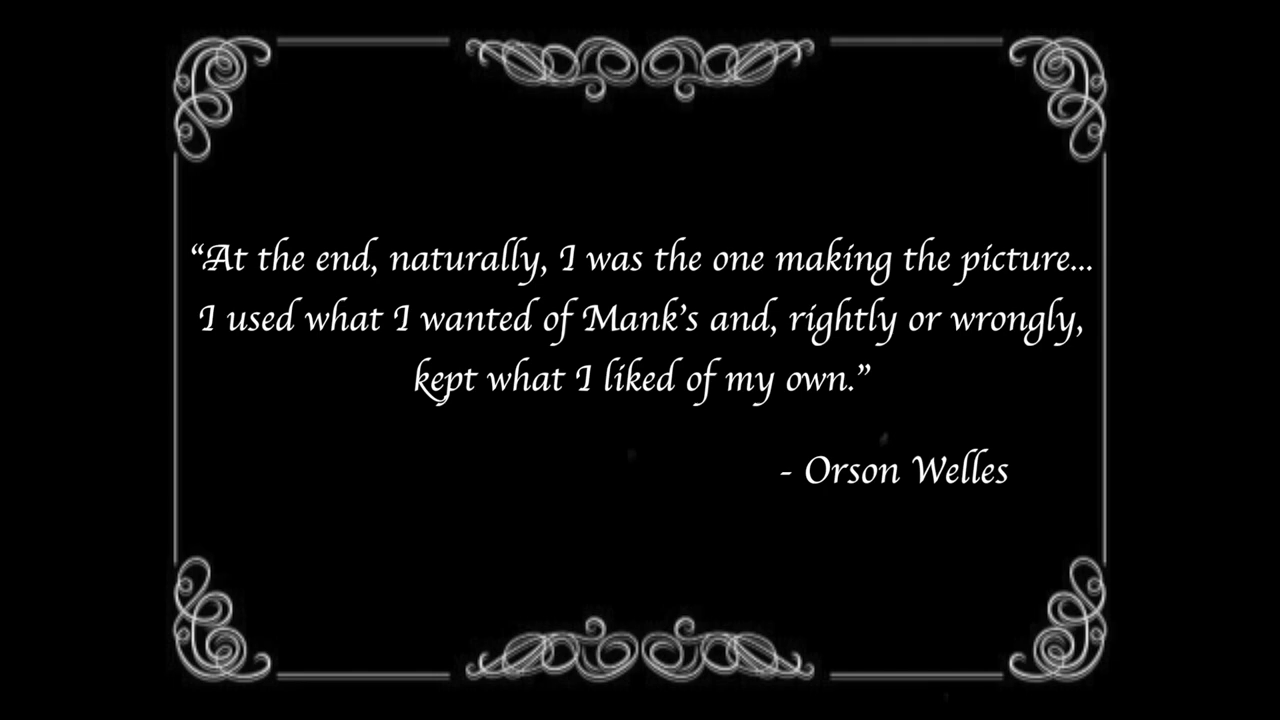 “At the end, naturally, I was the one making the picture...
I used what I wanted of Mank’s and, rightly or wrongly,
kept what I liked of my own.”
- Orson Welles